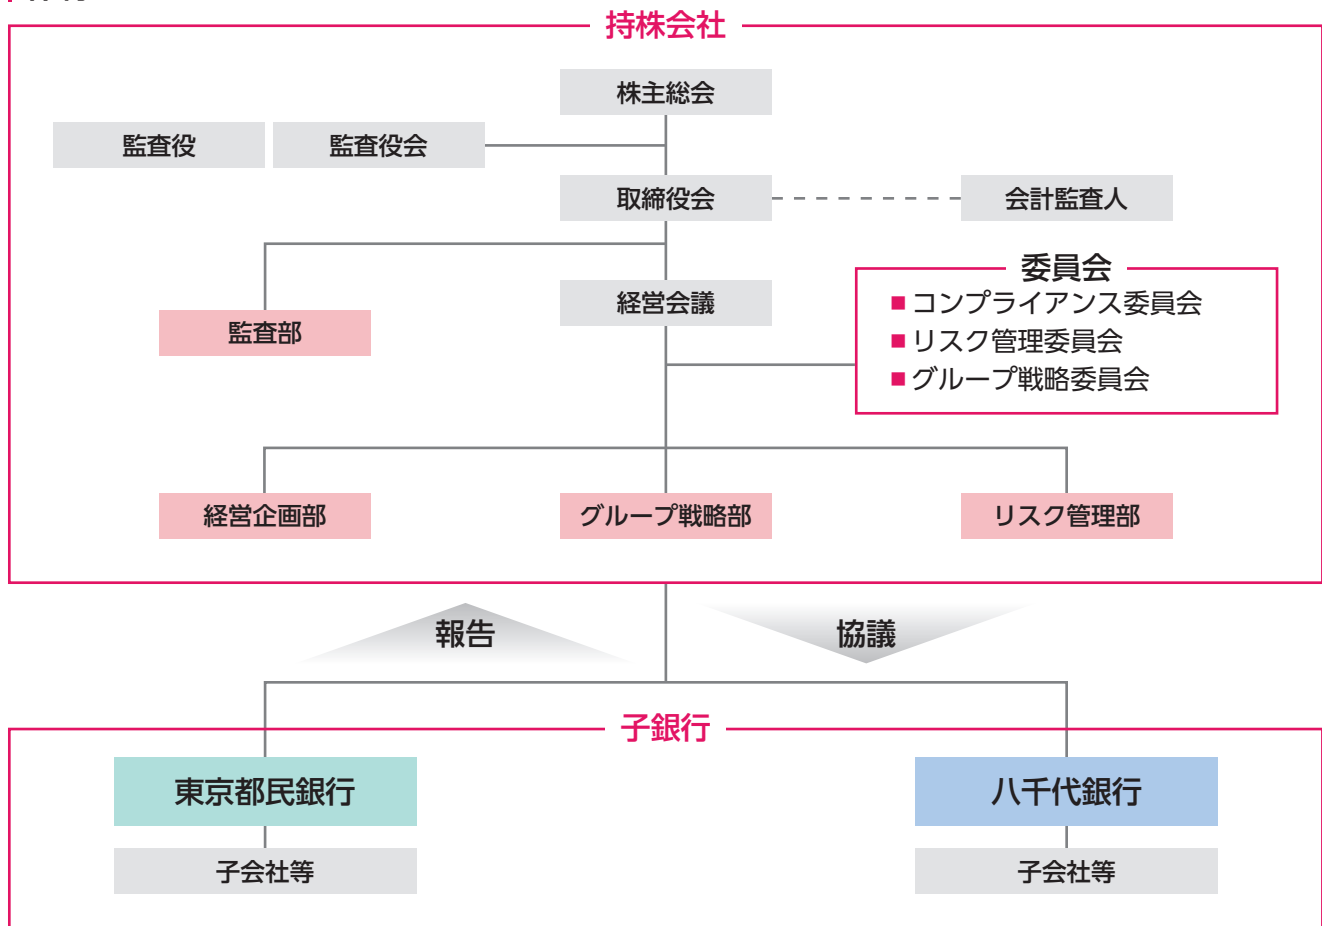 持株会社
株主総会
監査役
監査役会
取締役会
会計監査人
委員会
■コンプライアンス委員会
■リスク管理委員会
■グループ戦略委員会
経営会議
監査部
経営企画部
グループ戦略部
リスク管理部
報告
協議
子銀行
東京都民銀行
八千代銀行
子会社等
子会社等